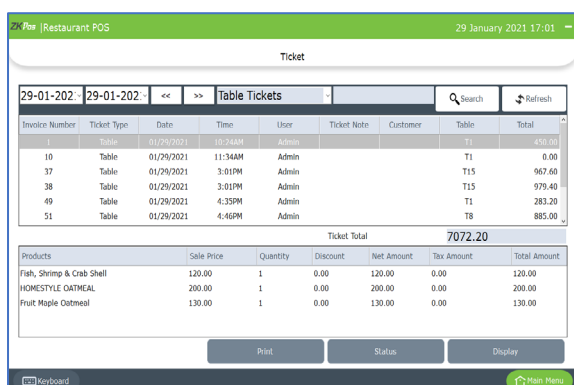 ZKPos |Restaurant POS 29 January 2021 17:01
Ticket
29-01-202 29-01-202 << >> Table Tickets Search Refresh
Invoice Number Ticket Type Date Time User Ticket Note Customer Table Total
1 Table 01/29/2021 10:24AM Admin T1 450.00
10 Table 01/29/2021 11:34AM Admin T1 0.00
37 Table 01/29/2021 3:01PM Admin T15 967.60
38 Table 01/29/2021 3:01PM Admin T15 979.40
49 Table 01/29/2021 4:35PM Admin T1 283.20
51 Table 01/29/2021 4:46PM Admin T8 885.00
Ticket Total 7072.20
Products Sale Price Quantity Discount Net Amount Tax Amount Total Amount
Fish, Shrimp & Crab Shell 120.00 1 0.00 120.00 0.00 120.00
HOMESTYLE OATMEAL 200.00 1 0.00 200.00 0.00 200.00
Fruit Maple Oatmeal 130.00 1 0.00 130.00 0.00 130.00
Print Status Display
Keyboard Main Menu